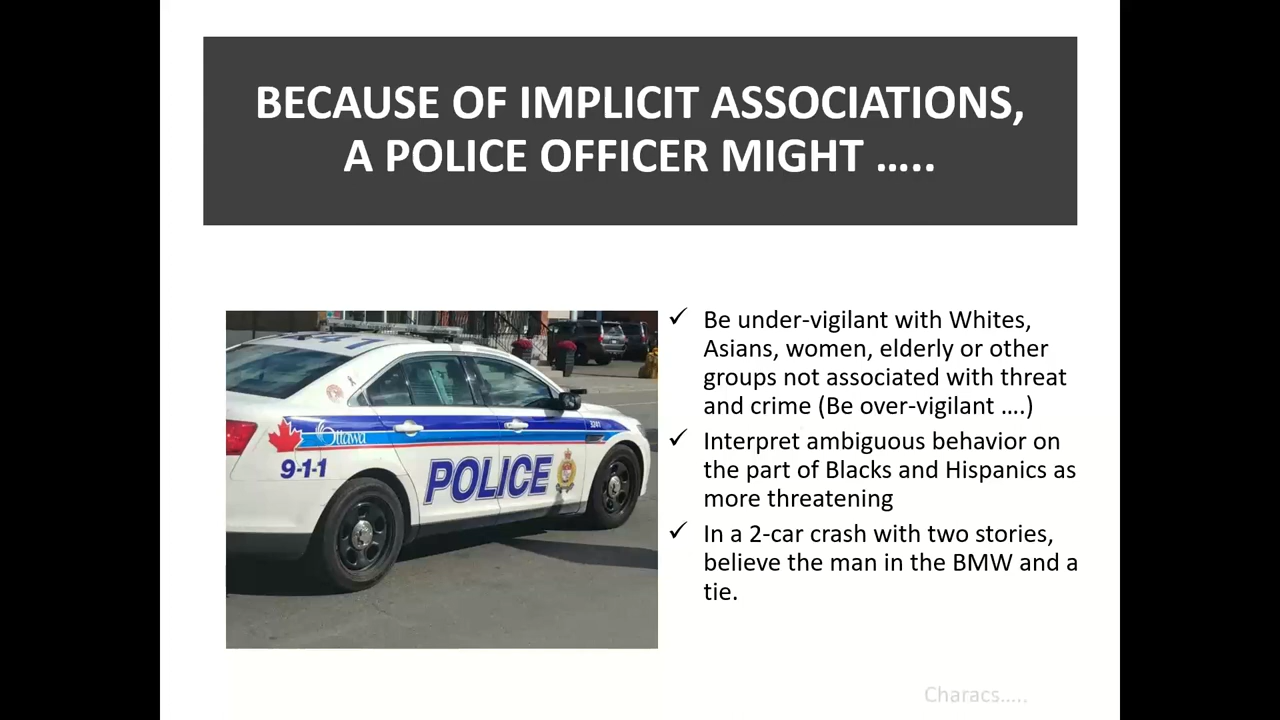 BECAUSE OF IMPLICIT ASSOCIATIONS,
A POLICE OFFICER MIGHT .....
Ottawa
9-1-1
POLICE
3241
✓ Be under-vigilant with Whites,
Asians, women, elderly or other
groups not associated with threat
and crime (Be over-vigilant ....)
✓ Interpret ambiguous behavior on
the part of Blacks and Hispanics as
more threatening
✓ In a 2-car crash with two stories,
believe the man in the BMW and a
tie.
Characs.....